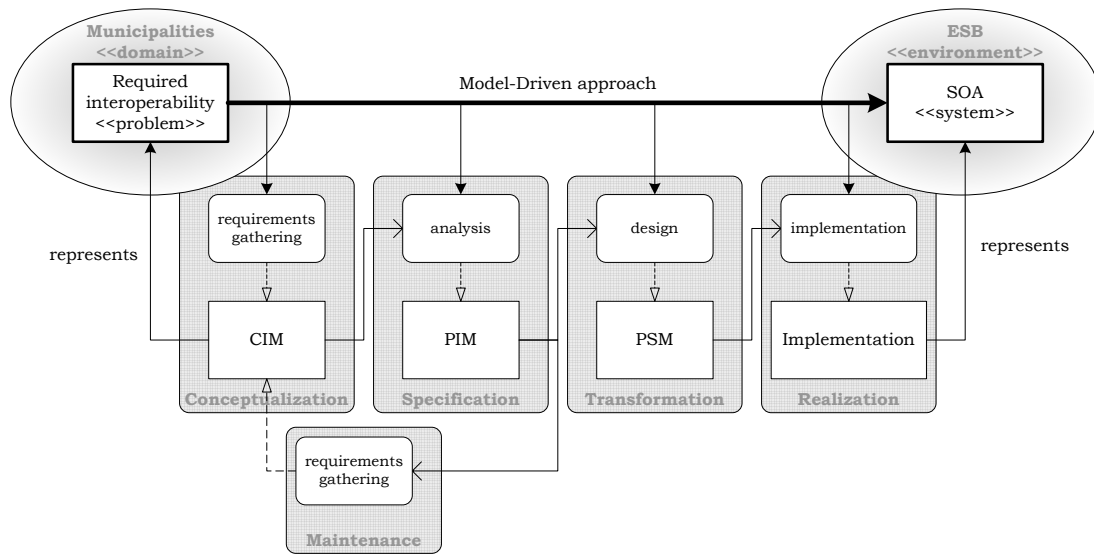 Municipalities
<<domain>>
Required
interoperability
<<problem>>
Model-Driven approach
ESB
<<environment>>
SOA
<<system>>
represents
requirements
gathering
CIM
Conceptualization
analysis
PIM
Specification
design
PSM
Transformation
implementation
Implementation
Realization
represents
requirements
gathering
Maintenance